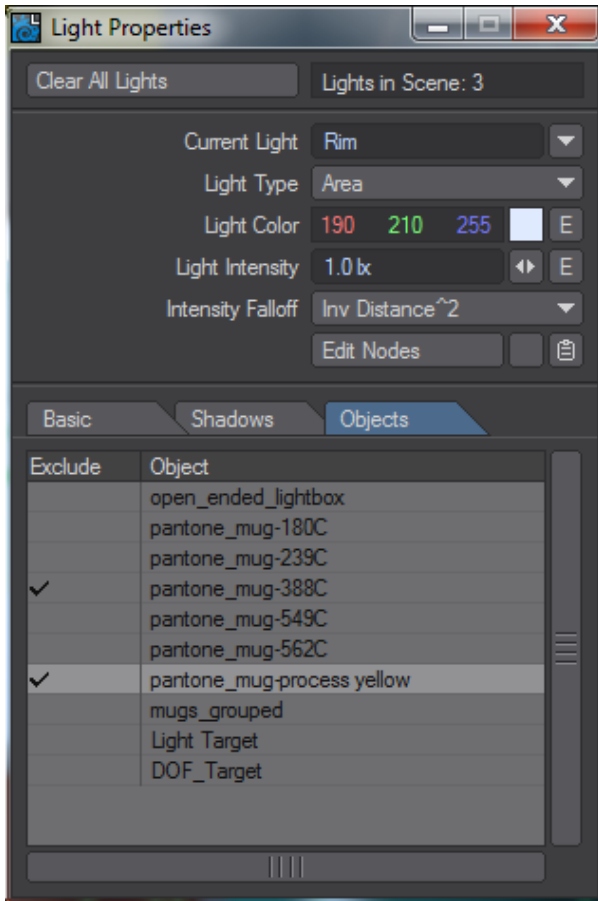 Light Properties
Clear All Lights Lights in Scene: 3
Current Light Rim
Light Type Area
Light Color 190 210 255 E
Light Intensity 1.0 lx E
Intensity Falloff Inv Distance^2
Edit Nodes
Basic Shadows Objects
Exclude Object
open_ended_lightbox
pantone_mug-180C
pantone_mug-239C
pantone_mug-388C
pantone_mug-549C
pantone_mug-562C
pantone_mug-process yellow
mugs_grouped
Light Target
DOF_Target